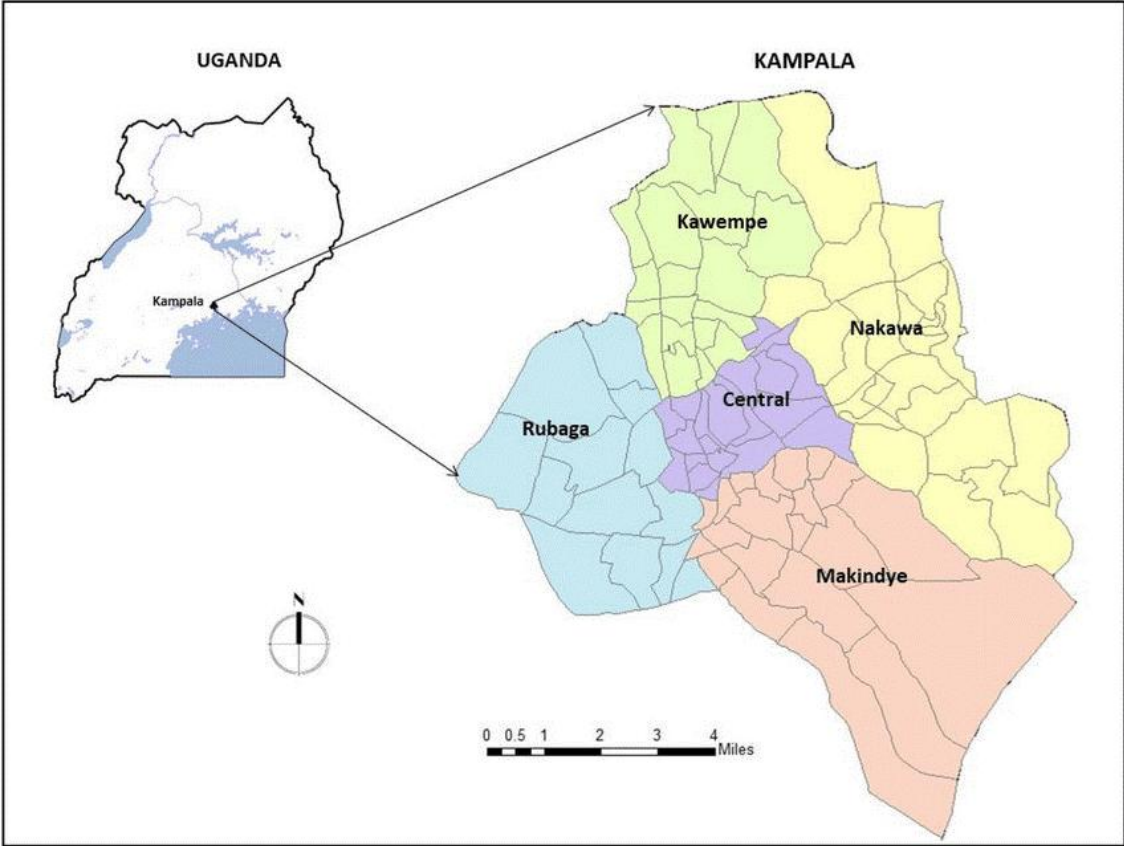 UGANDA
KAMPALA
Kampala
Kawempe
Nakawa
Central
Rubaga
Makindye
N
0 0.5 1 2 3 4
Miles